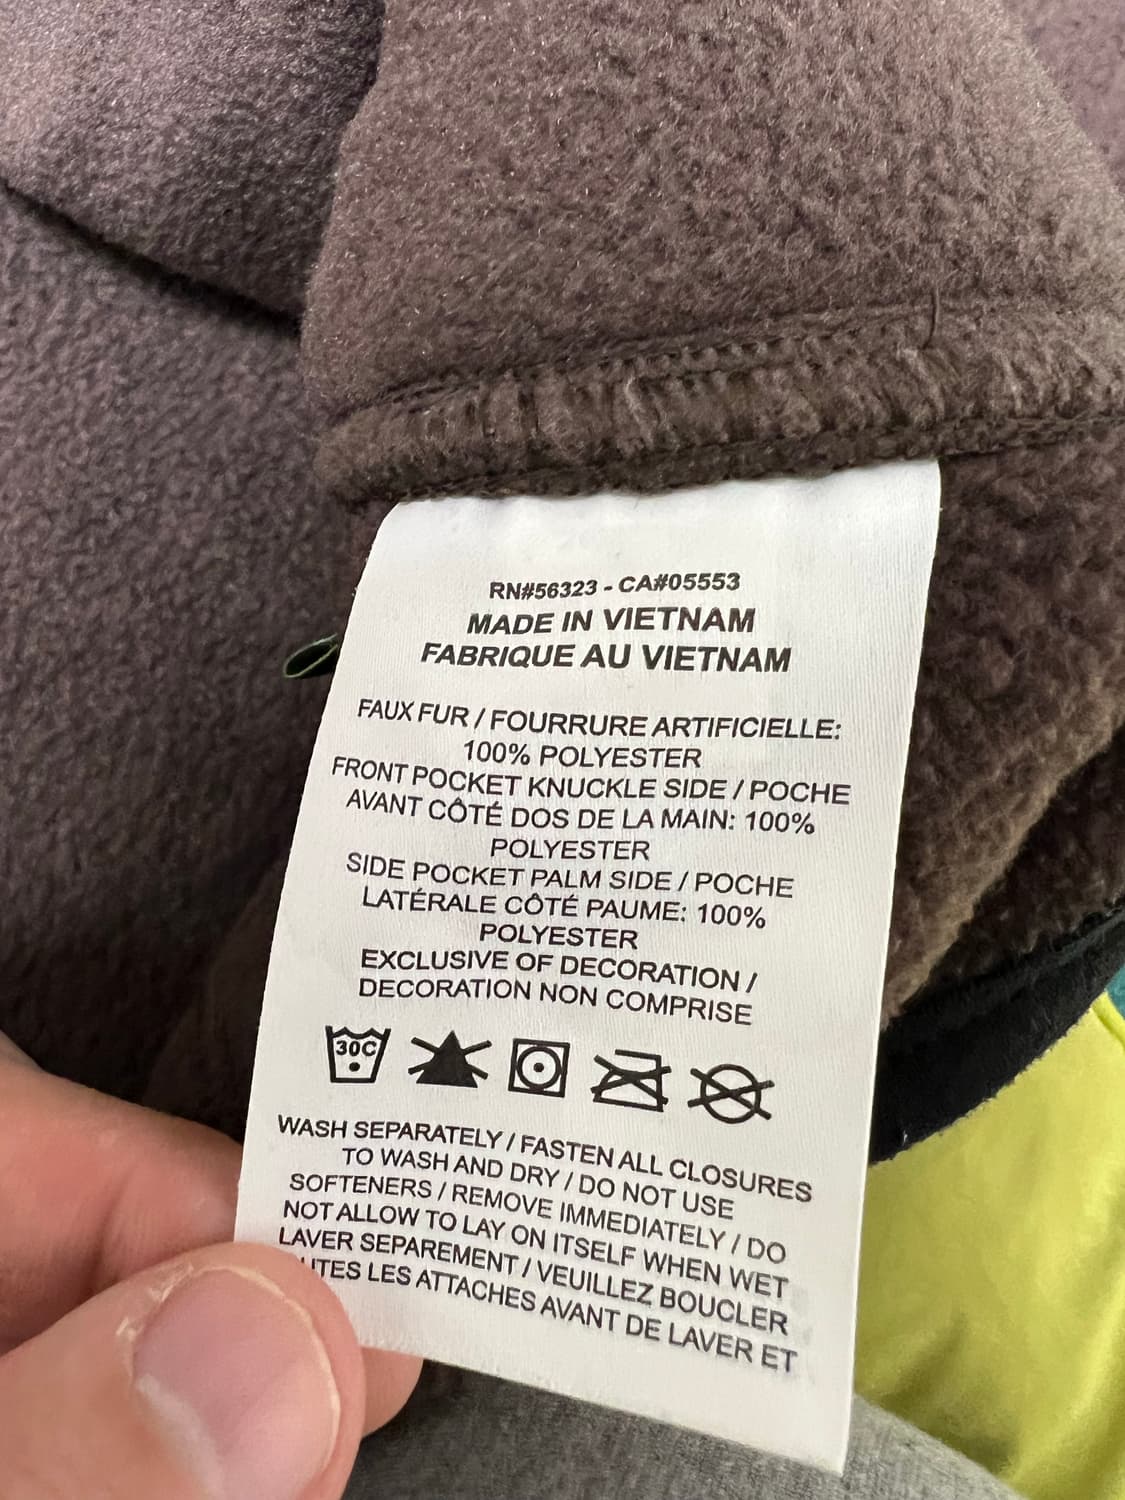 RN#56323 - CA#05553
MADE IN VIETNAM
FABRIQUE AU VIETNAM
FAUX FUR / FOURRURE ARTIFICIELLE:
100% POLYESTER
FRONT POCKET KNUCKLE SIDE / POCHE
AVANT CÔTÉ DOS DE LA MAIN: 100%
POLYESTER
SIDE POCKET PALM SIDE / POCHE
LATÉRALE CÔTÉ PAUME: 100%
POLYESTER
EXCLUSIVE OF DECORATION /
DECORATION NON COMPRISE
30C
WASH SEPARATELY / FASTEN ALL CLOSURES
TO WASH AND DRY / DO NOT USE
SOFTENERS / REMOVE IMMEDIATELY / DO
NOT ALLOW TO LAY ON ITSELF WHEN WET
LAVER SEPAREMENT / VEUILLEZ BOUCLER
LES ATTACHES AVANT DE LAVER ET